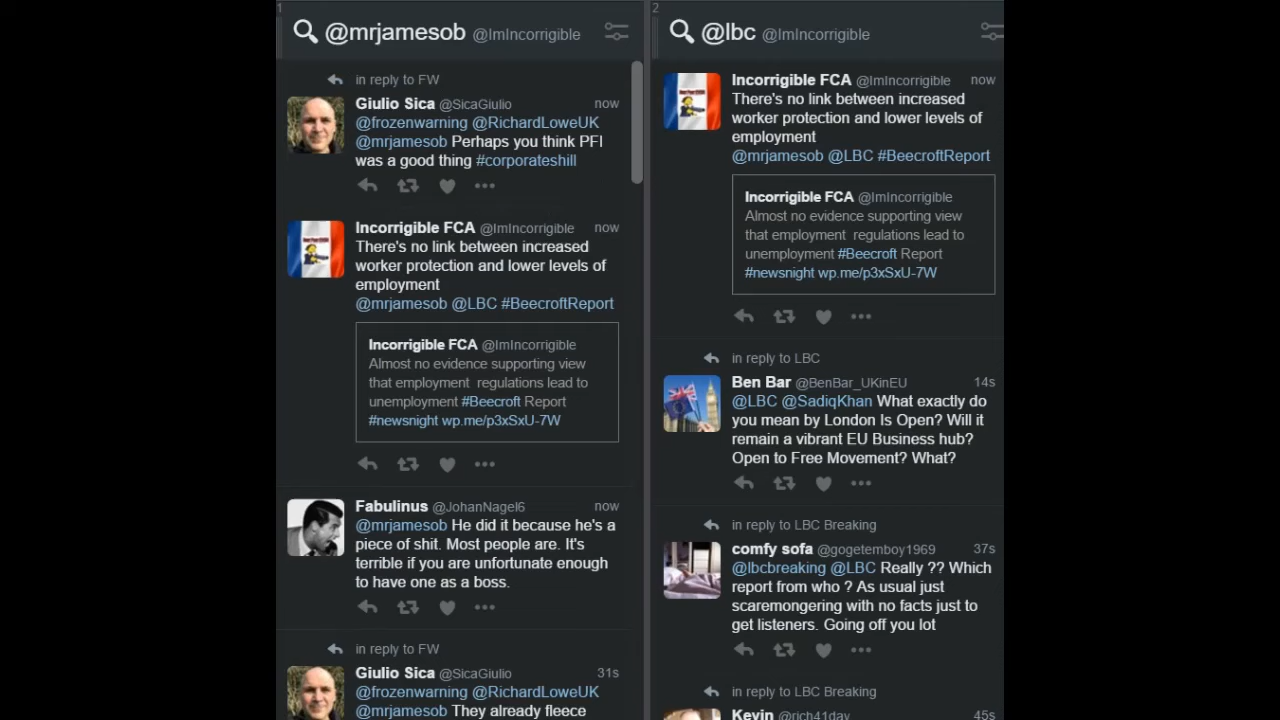 1
@mrjamesob @ImIncorrigible
in reply to FW
Giulio Sica @SicaGiulio now
@frozenwarning @RichardLoweUK
@mrjamesob Perhaps you think PFI
was a good thing #corporateshill
Incorrigible FCA @ImIncorrigible now
There's no link between increased
worker protection and lower levels of
employment
@mrjamesob @LBC #BeecroftReport
Incorrigible FCA @ImIncorrigible
Almost no evidence supporting view
that employment regulations lead to
unemployment #Beecroft Report
#newsnight wp.me/p3xSxU-7W
Fabulinus @JohanNagel6 now
@mrjamesob He did it because he's a
piece of shit. Most people are. It's
terrible if you are unfortunate enough
to have one as a boss.
in reply to FW
Giulio Sica @SicaGiulio 31s
@frozenwarning @RichardLoweUK
@mrjamesob They already fleece
2
@lbc @ImIncorrigible
Incorrigible FCA @ImIncorrigible now
There's no link between increased
worker protection and lower levels of
employment
@mrjamesob @LBC #BeecroftReport
Incorrigible FCA @ImIncorrigible
Almost no evidence supporting view
that employment regulations lead to
unemployment #Beecroft Report
#newsnight wp.me/p3xSxU-7W
in reply to LBC
Ben Bar @BenBar_UKinEU 14s
@LBC @SadiqKhan What exactly do
you mean by London Is Open? Will it
remain a vibrant EU Business hub?
Open to Free Movement? What?
in reply to LBC Breaking
comfy sofa @gogetemboy1969 37s
@lbcbreaking @LBC Really ?? Which
report from who ? As usual just
scaremongering with no facts just to
get listeners. Going off you lot
in reply to LBC Breaking
Kevin @rich41day 45s